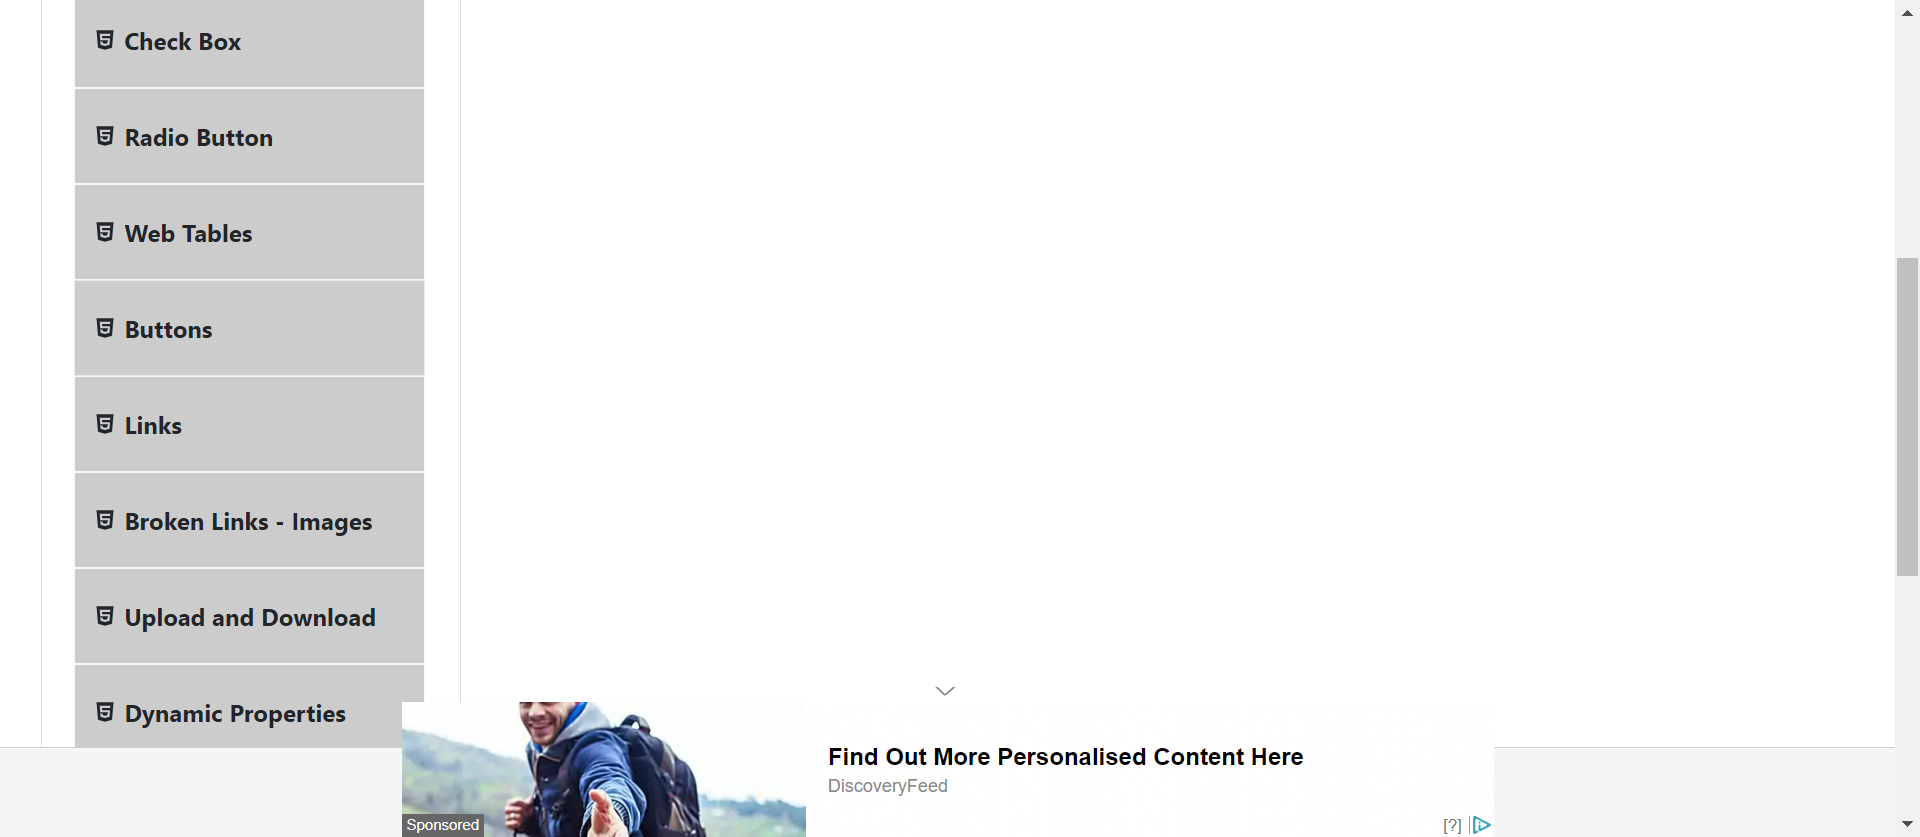 Check Box
Radio Button
Web Tables
Buttons
Links
Broken Links - Images
Upload and Download
Dynamic Properties
Find Out More Personalised Content Here
DiscoveryFeed
Sponsored
[?]